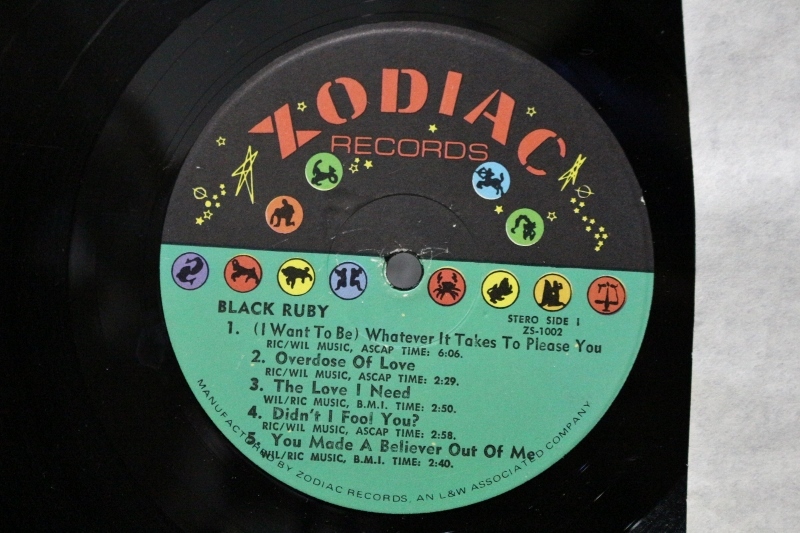 ZODIAC
RECORDS
BLACK RUBY
STERO SIDE 1
ZS-1002
1. (I Want To Be) Whatever It Takes To Please You
RIC/WIL MUSIC, ASCAP TIME: 6:06.
2. Overdose Of Love
RIC/WIL MUSIC, ASCAP TIME: 2:29.
3. The Love I Need
WIL/RIC MUSIC, B.M.I. TIME: 2:50.
4. Didn't I Fool You?
RIC/WIL MUSIC, ASCAP TIME: 2:58.
5. You Made A Believer Out Of Me
WIL/RIC MUSIC, B.M.I. TIME: 2:40.
MANUFACTURING BY ZODIAC RECORDS, AN L&W ASSOCIATED COMPANY